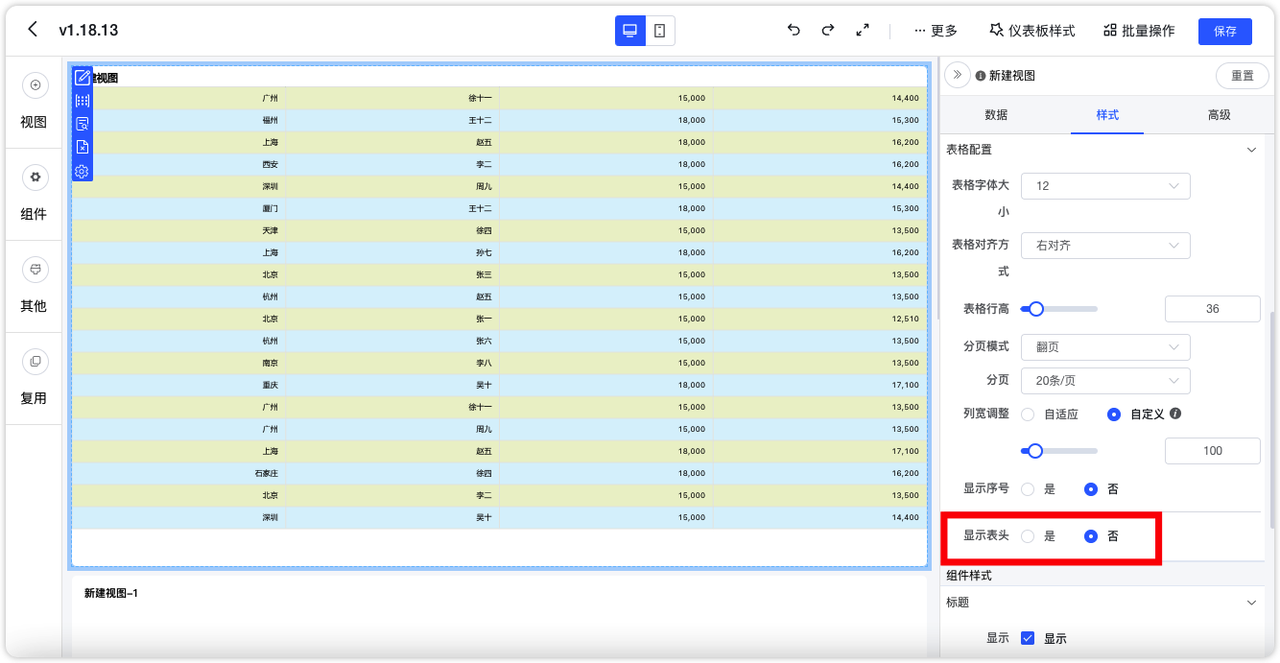 v1.18.13
更多
仪表板样式
批量操作
保存
视图
组件
其他
复用
建视图
广州 徐十一 15,000 14,400
福州 王十二 18,000 15,300
上海 赵五 18,000 16,200
西安 李二 18,000 16,200
深圳 周九 15,000 14,400
厦门 王十二 18,000 15,300
天津 徐四 15,000 13,500
上海 孙七 18,000 16,200
北京 张三 15,000 13,500
杭州 赵五 15,000 13,500
北京 张一 15,000 12,510
杭州 张六 15,000 13,500
南京 李八 15,000 13,500
重庆 吴十 18,000 17,100
广州 徐十一 15,000 13,500
广州 周九 15,000 13,500
上海 赵五 18,000 17,100
石家庄 徐四 18,000 16,200
北京 李二 15,000 13,500
深圳 吴十 15,000 14,400
新建视图-1
新建视图
重置
数据 样式 高级
表格配置
表格字体大
小
12
表格对齐方
式
右对齐
表格行高 36
分页模式 翻页
分页 20条/页
列宽调整 自适应 自定义
100
显示序号 是 否
显示表头 是 否
组件样式
标题
显示 显示